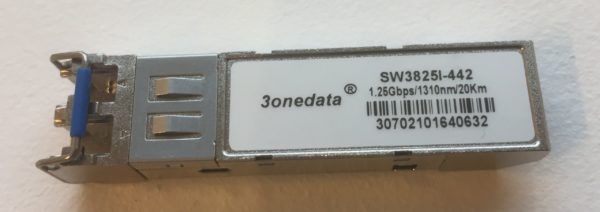 3onedata ®
SW3825I-442
1.25Gbps/1310nm/20Km
30702101640632